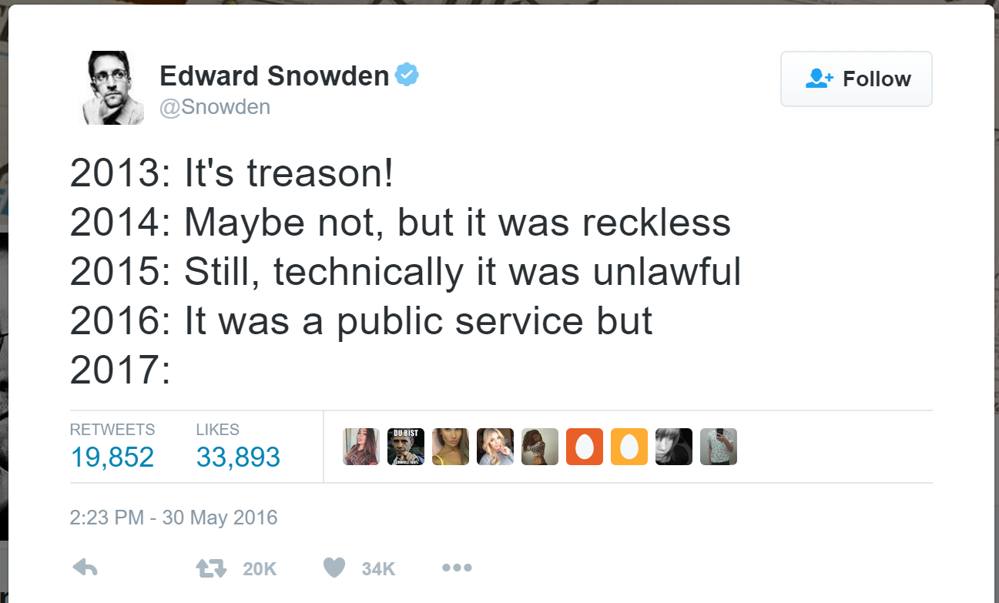 Edward Snowden
@Snowden
Follow
2013: It's treason!
2014: Maybe not, but it was reckless
2015: Still, technically it was unlawful
2016: It was a public service but
2017:
RETWEETS LIKES
19,852 33,893
DU BIST
2:23 PM - 30 May 2016
20K 34K